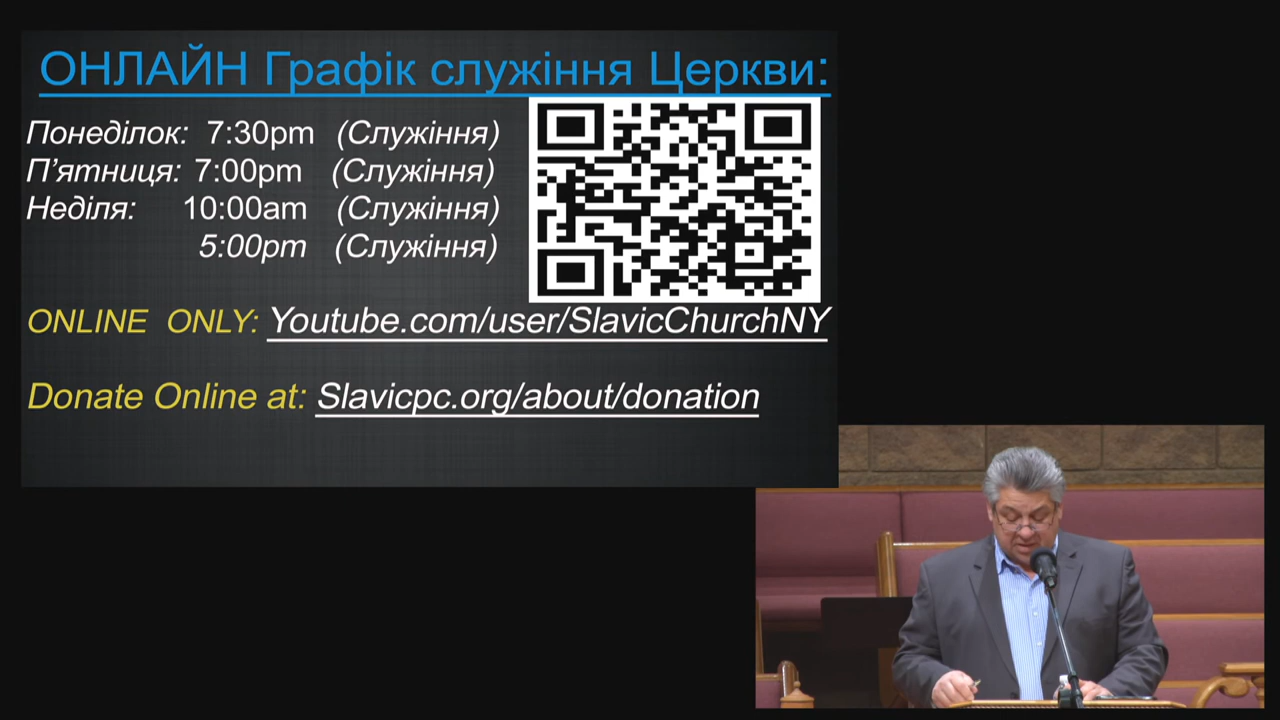 ОНЛАЙН Графік служіння Церкви:
Понеділок: 7:30pm (Служіння)
П’ятниця: 7:00pm (Служіння)
Неділя: 10:00am (Служіння)
5:00pm (Служіння)
ONLINE ONLY: Youtube.com/user/SlavicChurchNY
Donate Online at: Slavicpc.org/about/donation